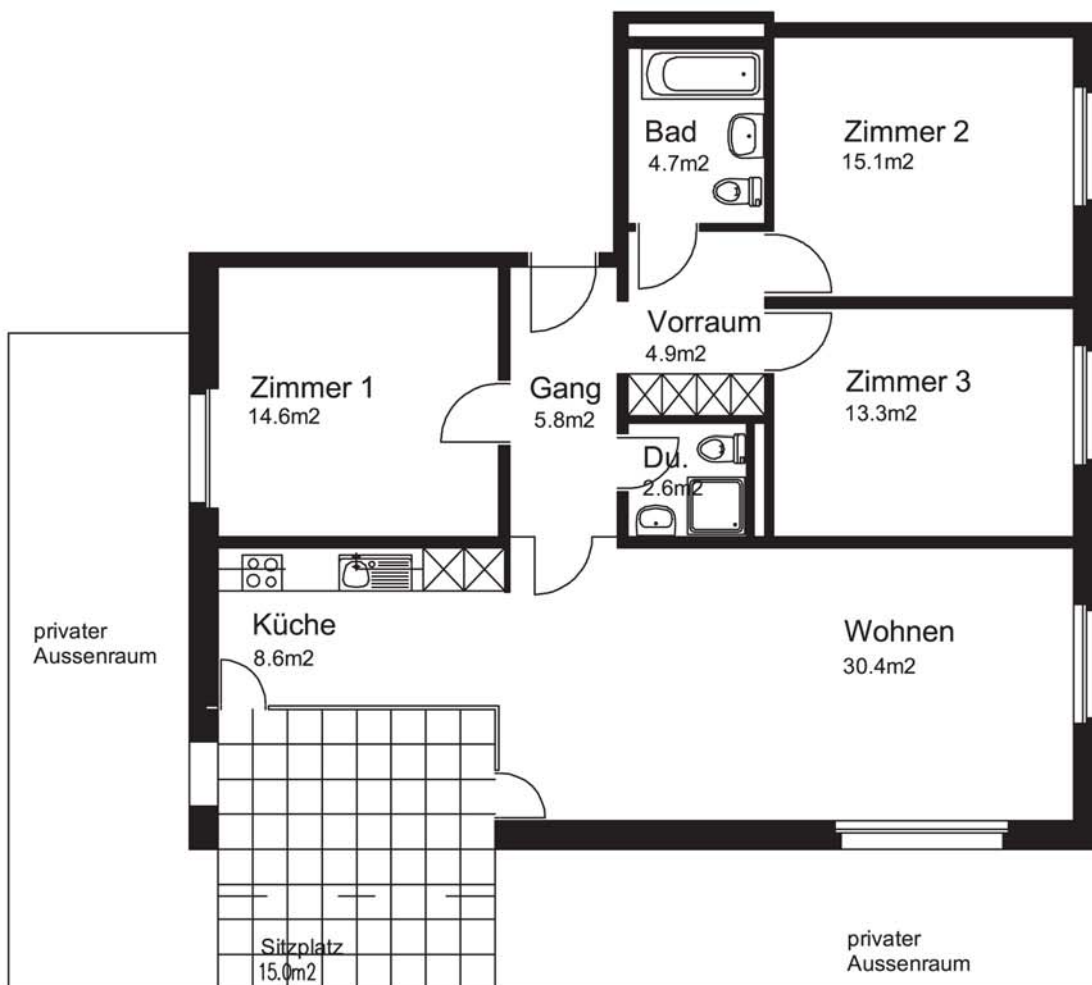 Bad
4.7m2
Zimmer 2
15.1m2
Vorraum
4.9m2
Zimmer 1
14.6m2
Gang
5.8m2
Zimmer 3
13.3m2
Du.
2.6m2
Küche
8.6m2
Wohnen
30.4m2
privater
Aussenraum
Sitzplatz
15.0m2
privater
Aussenraum